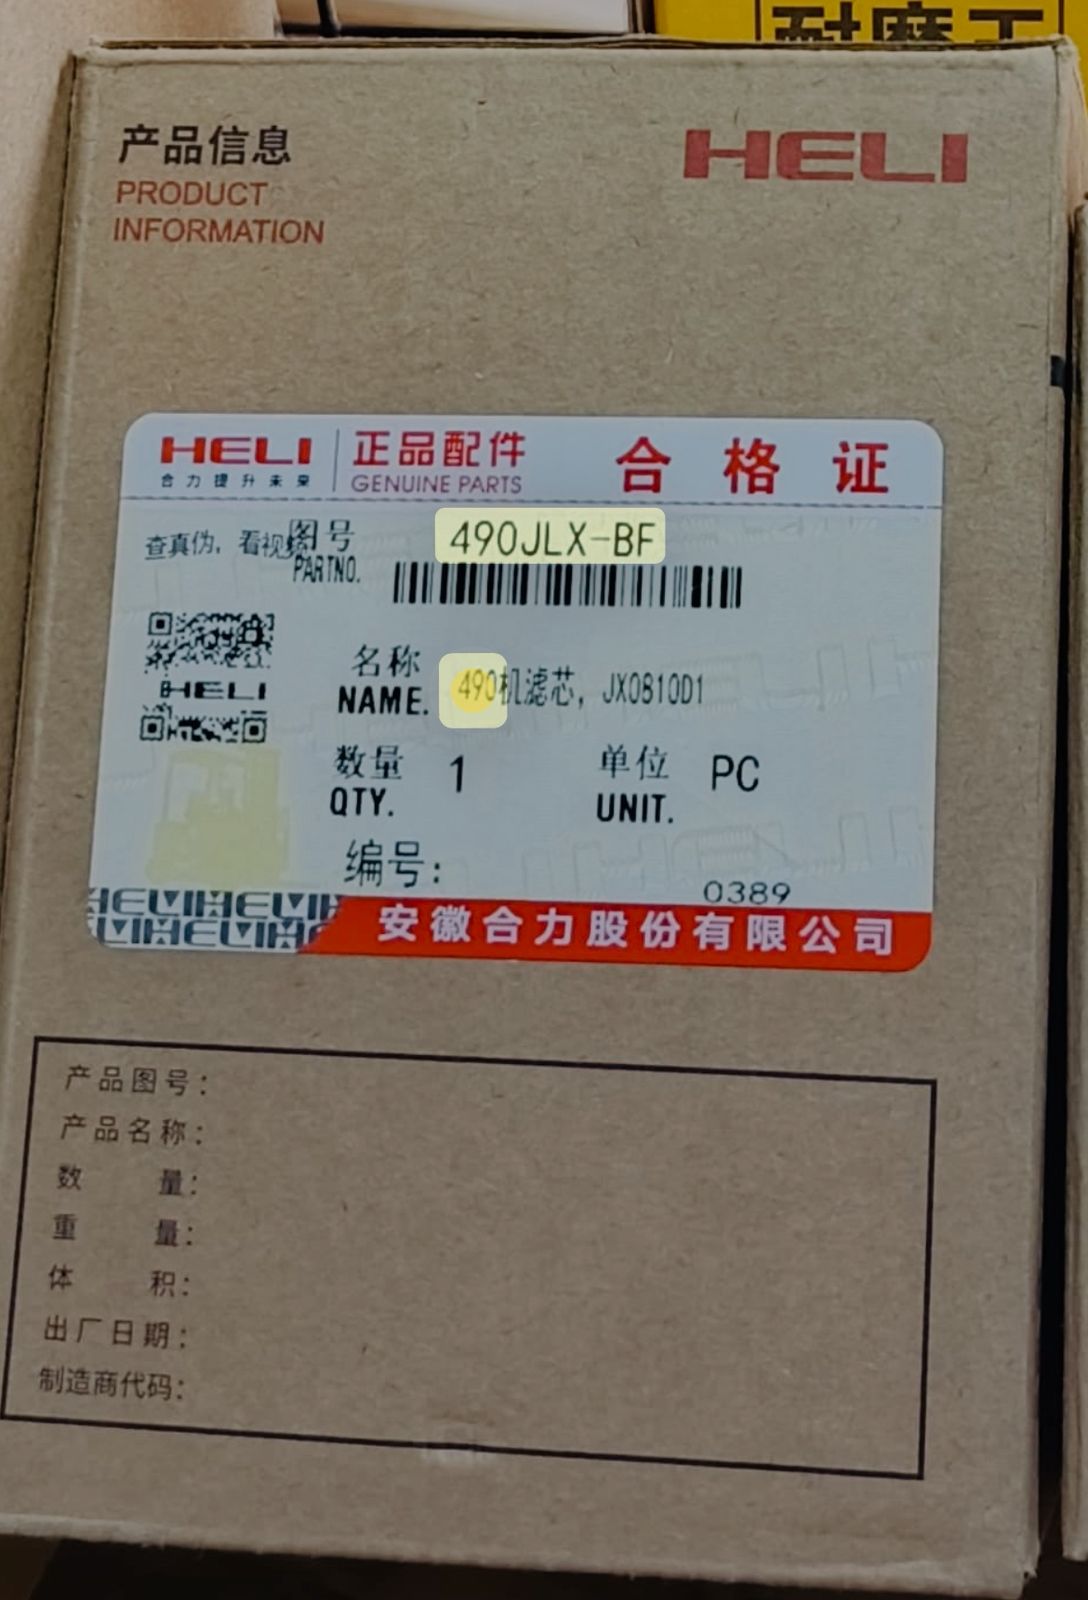 耐磨工
产品信息
HELI
PRODUCT
INFORMATION
HELI 正品配件 合格证
合力提升未来 GENUINE PARTS
查真伪，看视频 图号 490JLX-BF
PARTNO.
HELI
名称 490机滤芯, JX0810D1
NAME.
数量 1 单位 PC
QTY. UNIT.
编号:
0389
HELIHELIHELI
安徽合力股份有限公司
产品图号:
产品名称:
数量:
重量:
体积:
出厂日期:
制造商代码: